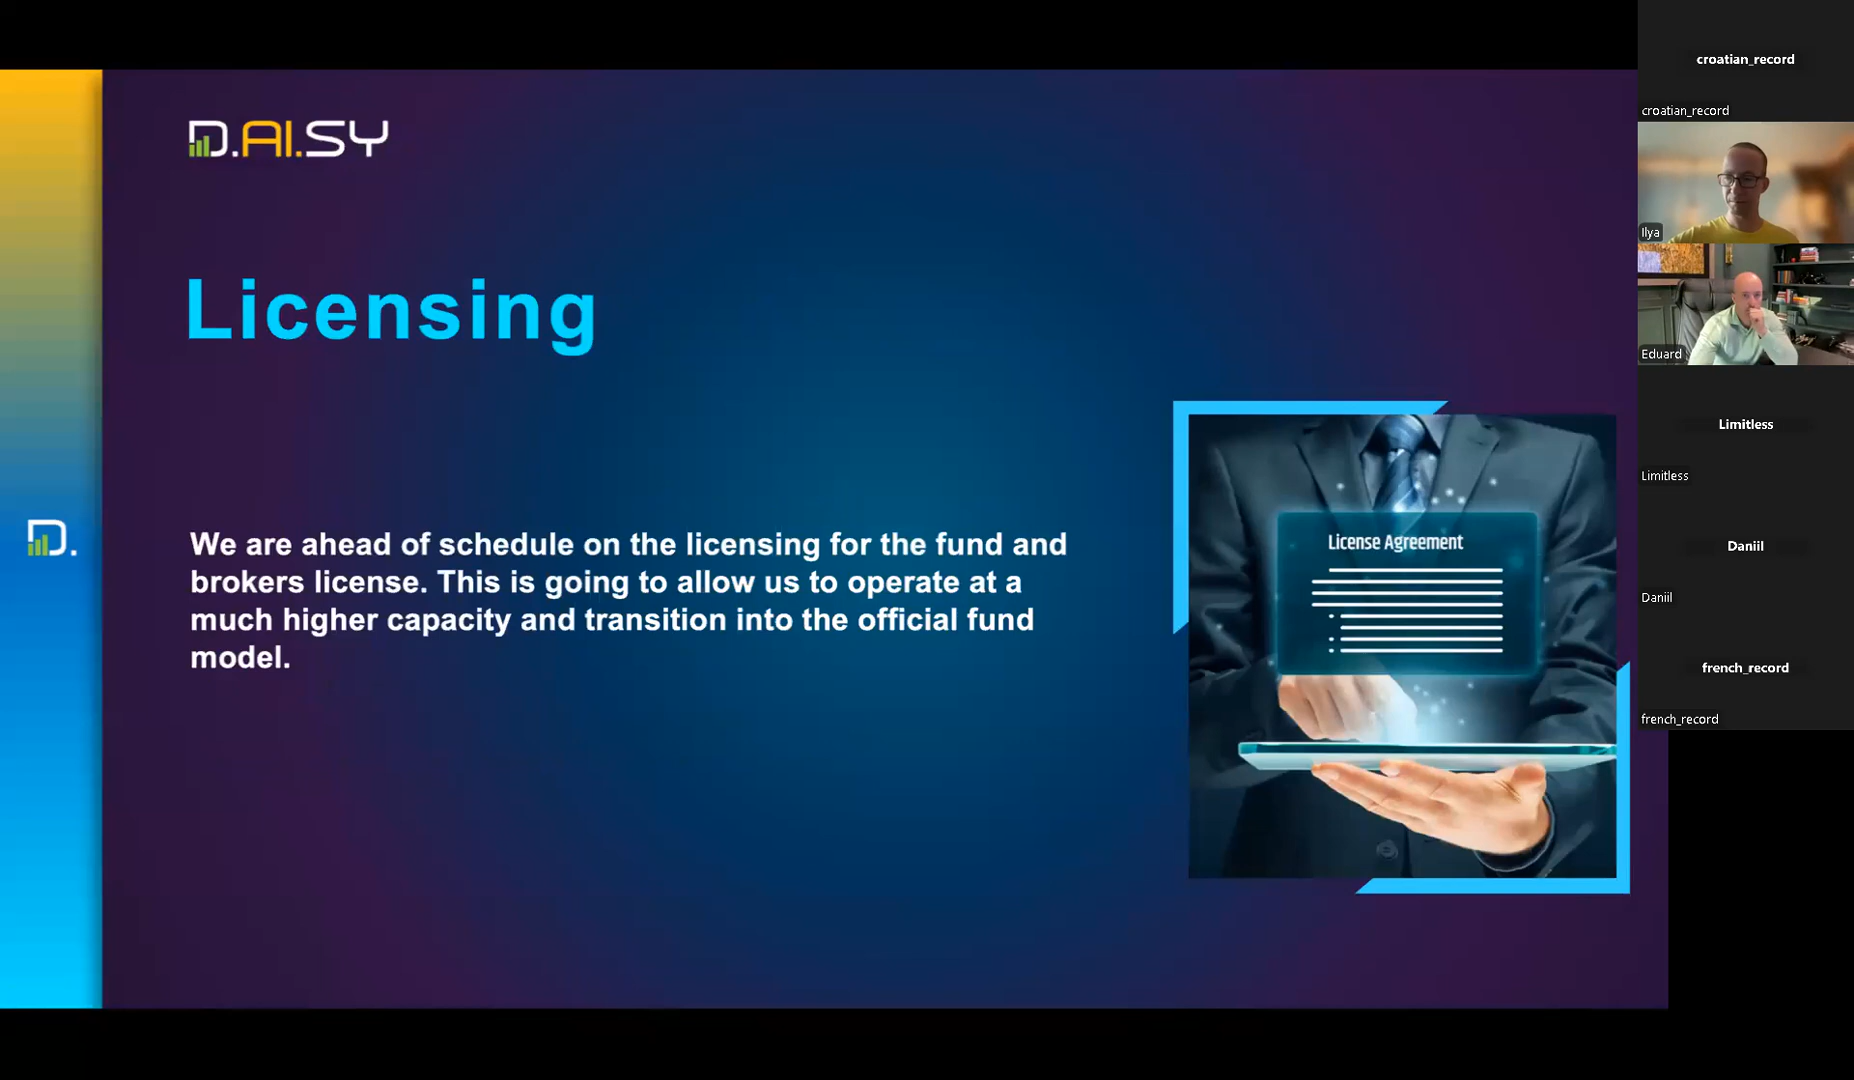 D.AI.SY
Licensing
We are ahead of schedule on the licensing for the fund and
brokers license. This is going to allow us to operate at a
much higher capacity and transition into the official fund
model.
License Agreement
D.
croatian_record
croatian_record
Ilya
Eduard
Limitless
Limitless
Daniil
Daniil
french_record
french_record